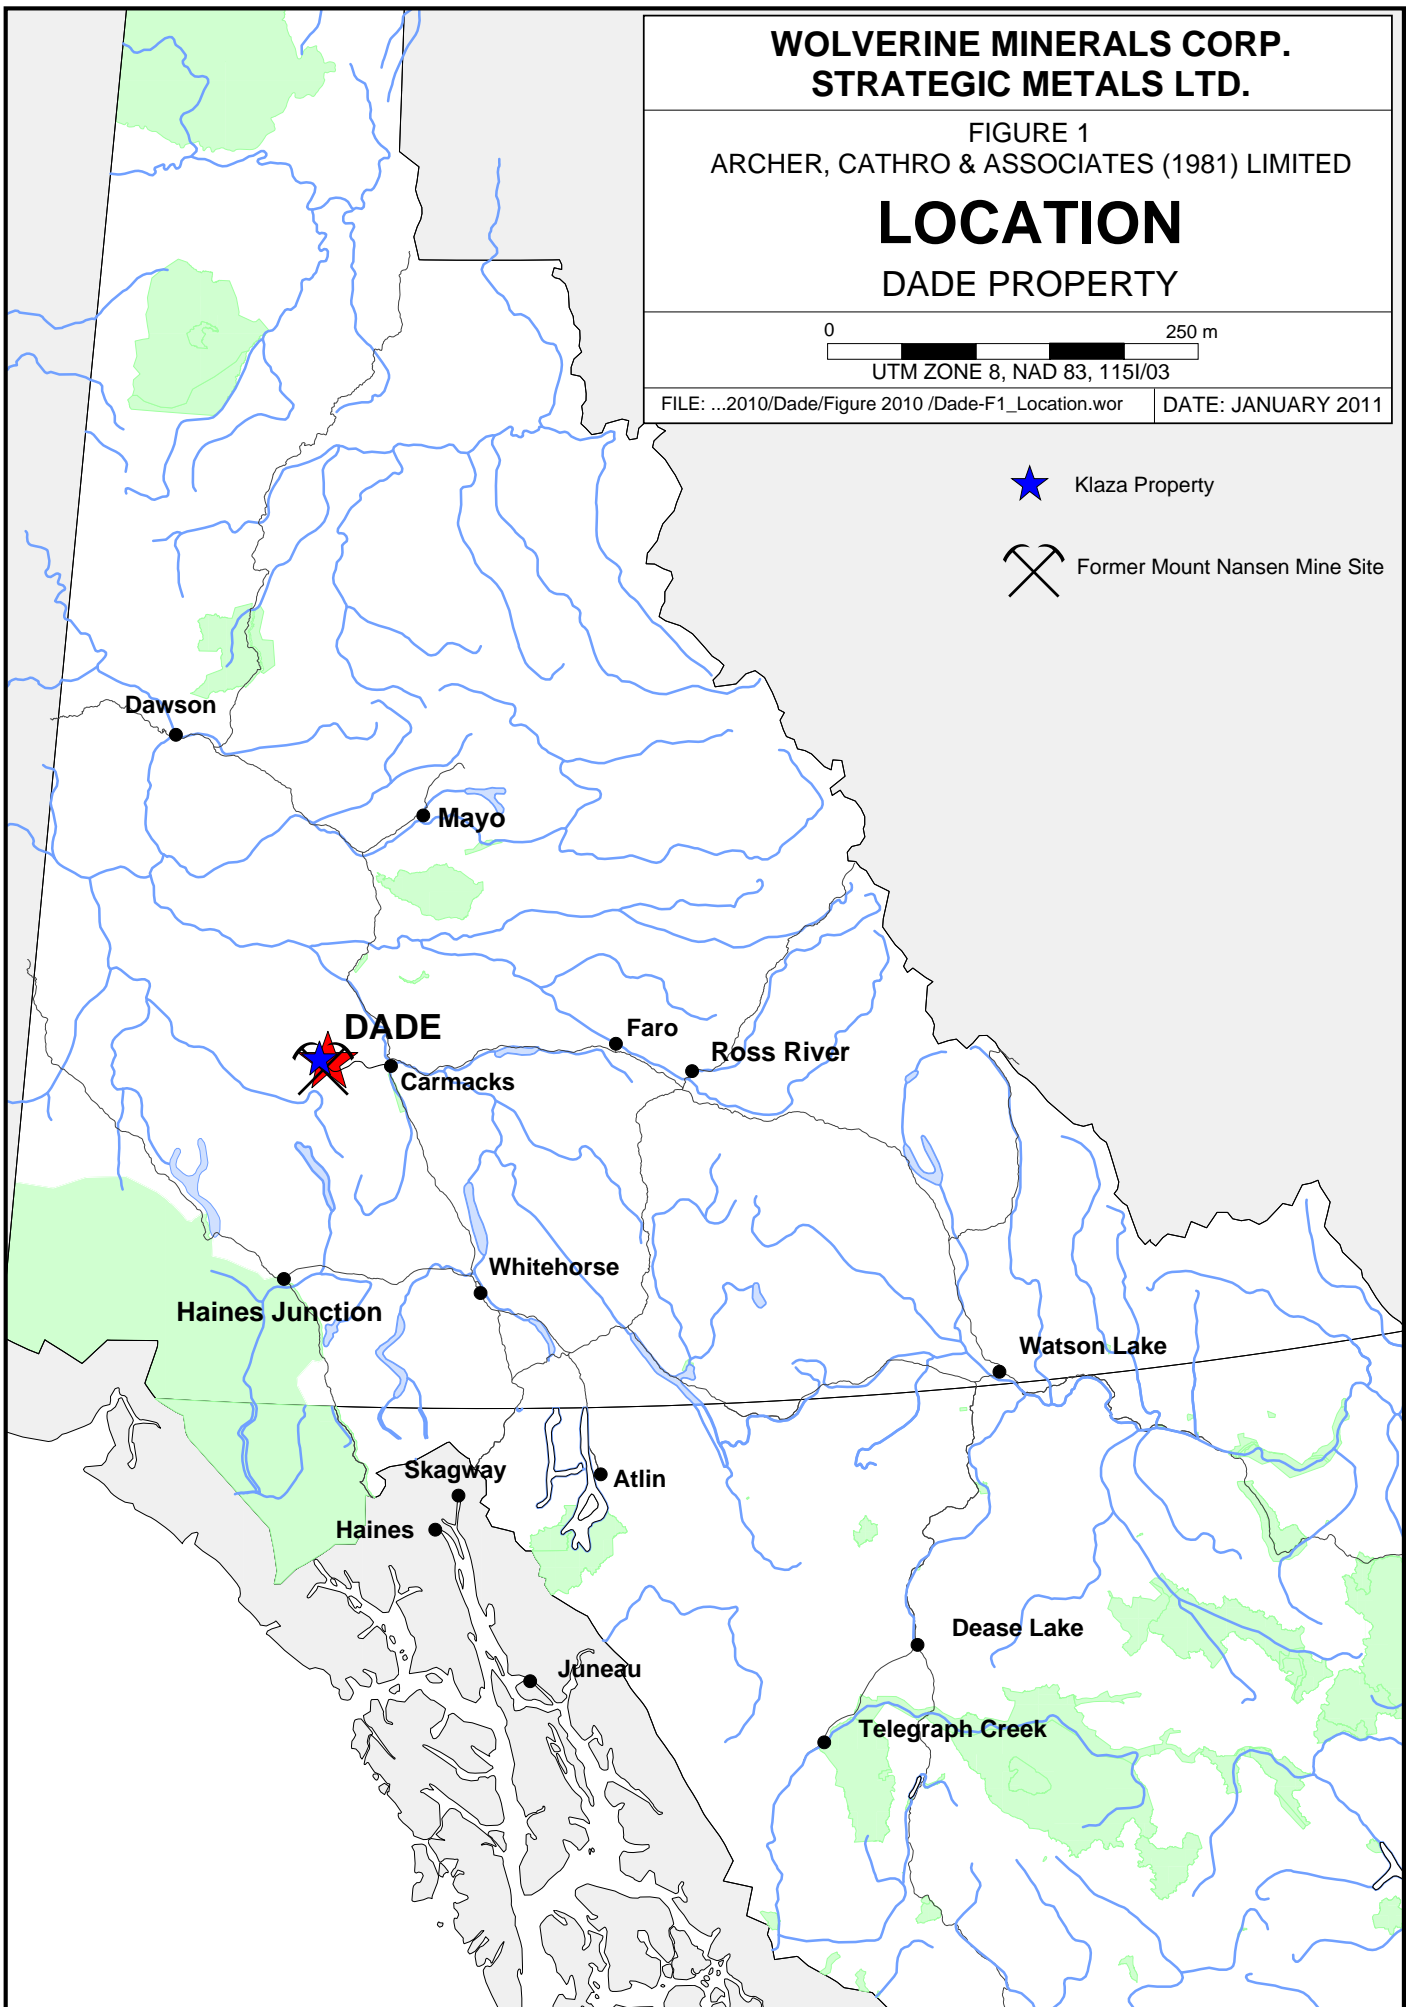 WOLVERINE MINERALS CORP.
STRATEGIC METALS LTD.
FIGURE 1
ARCHER, CATHRO & ASSOCIATES (1981) LIMITED
LOCATION
DADE PROPERTY
0 250 m
UTM ZONE 8, NAD 83, 115I/03
FILE: ...2010/Dade/Figure 2010 /Dade-F1_Location.wor
DATE: JANUARY 2011
Klaza Property
Former Mount Nansen Mine Site
Dawson
Mayo
DADE
Faro
Ross River
Carmacks
Whitehorse
Haines Junction
Watson Lake
Skagway
Atlin
Haines
Dease Lake
Juneau
Telegraph Creek